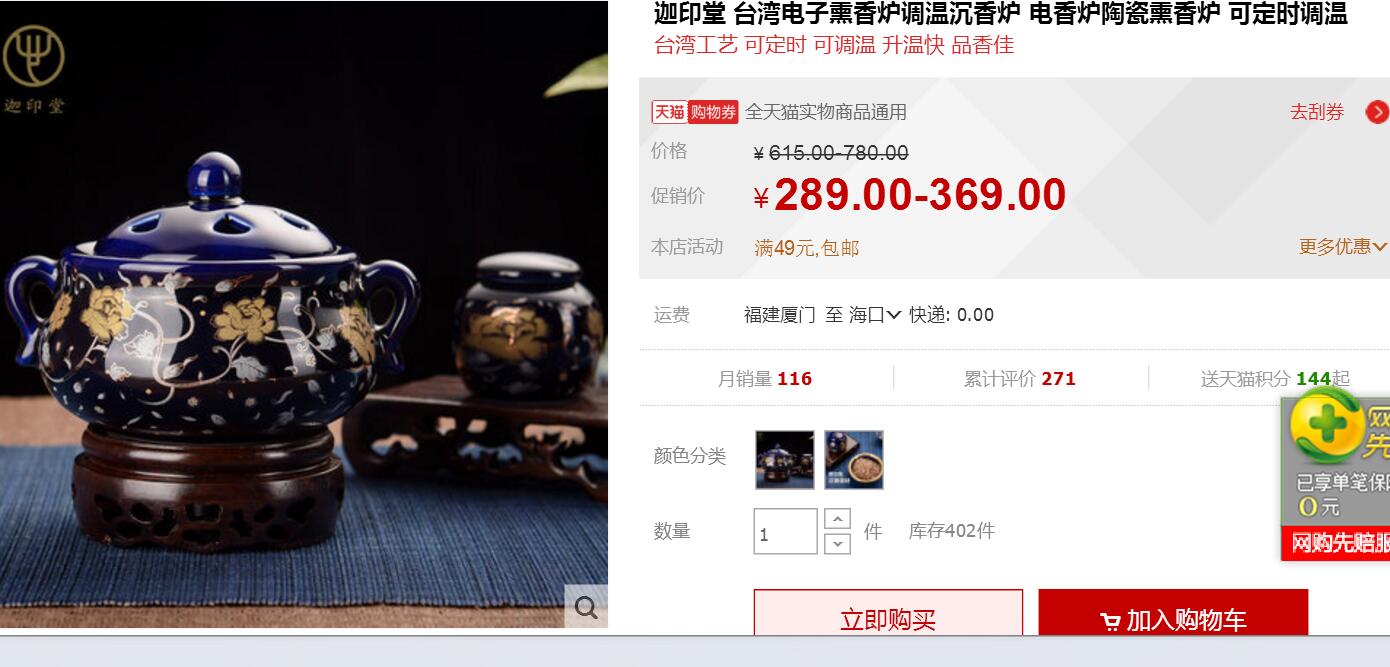 迦印堂
迦印堂 台湾电子熏香炉调温沉香炉 电香炉陶瓷熏香炉 可定时调温
台湾工艺 可定时 可调温 升温快 品香佳
天猫 购物券 全天猫实物商品通用 去刮券
价格 ¥ 615.00-780.00
促销价 ¥ 289.00-369.00
本店活动 满49元,包邮 更多优惠
运费 福建厦门 至 海口 快递: 0.00
月销量 116 累计评价 271 送天猫积分 144起
颜色分类
数量 1 件 库存402件
已享单笔保
0元
网购先赔服
立即购买 加入购物车